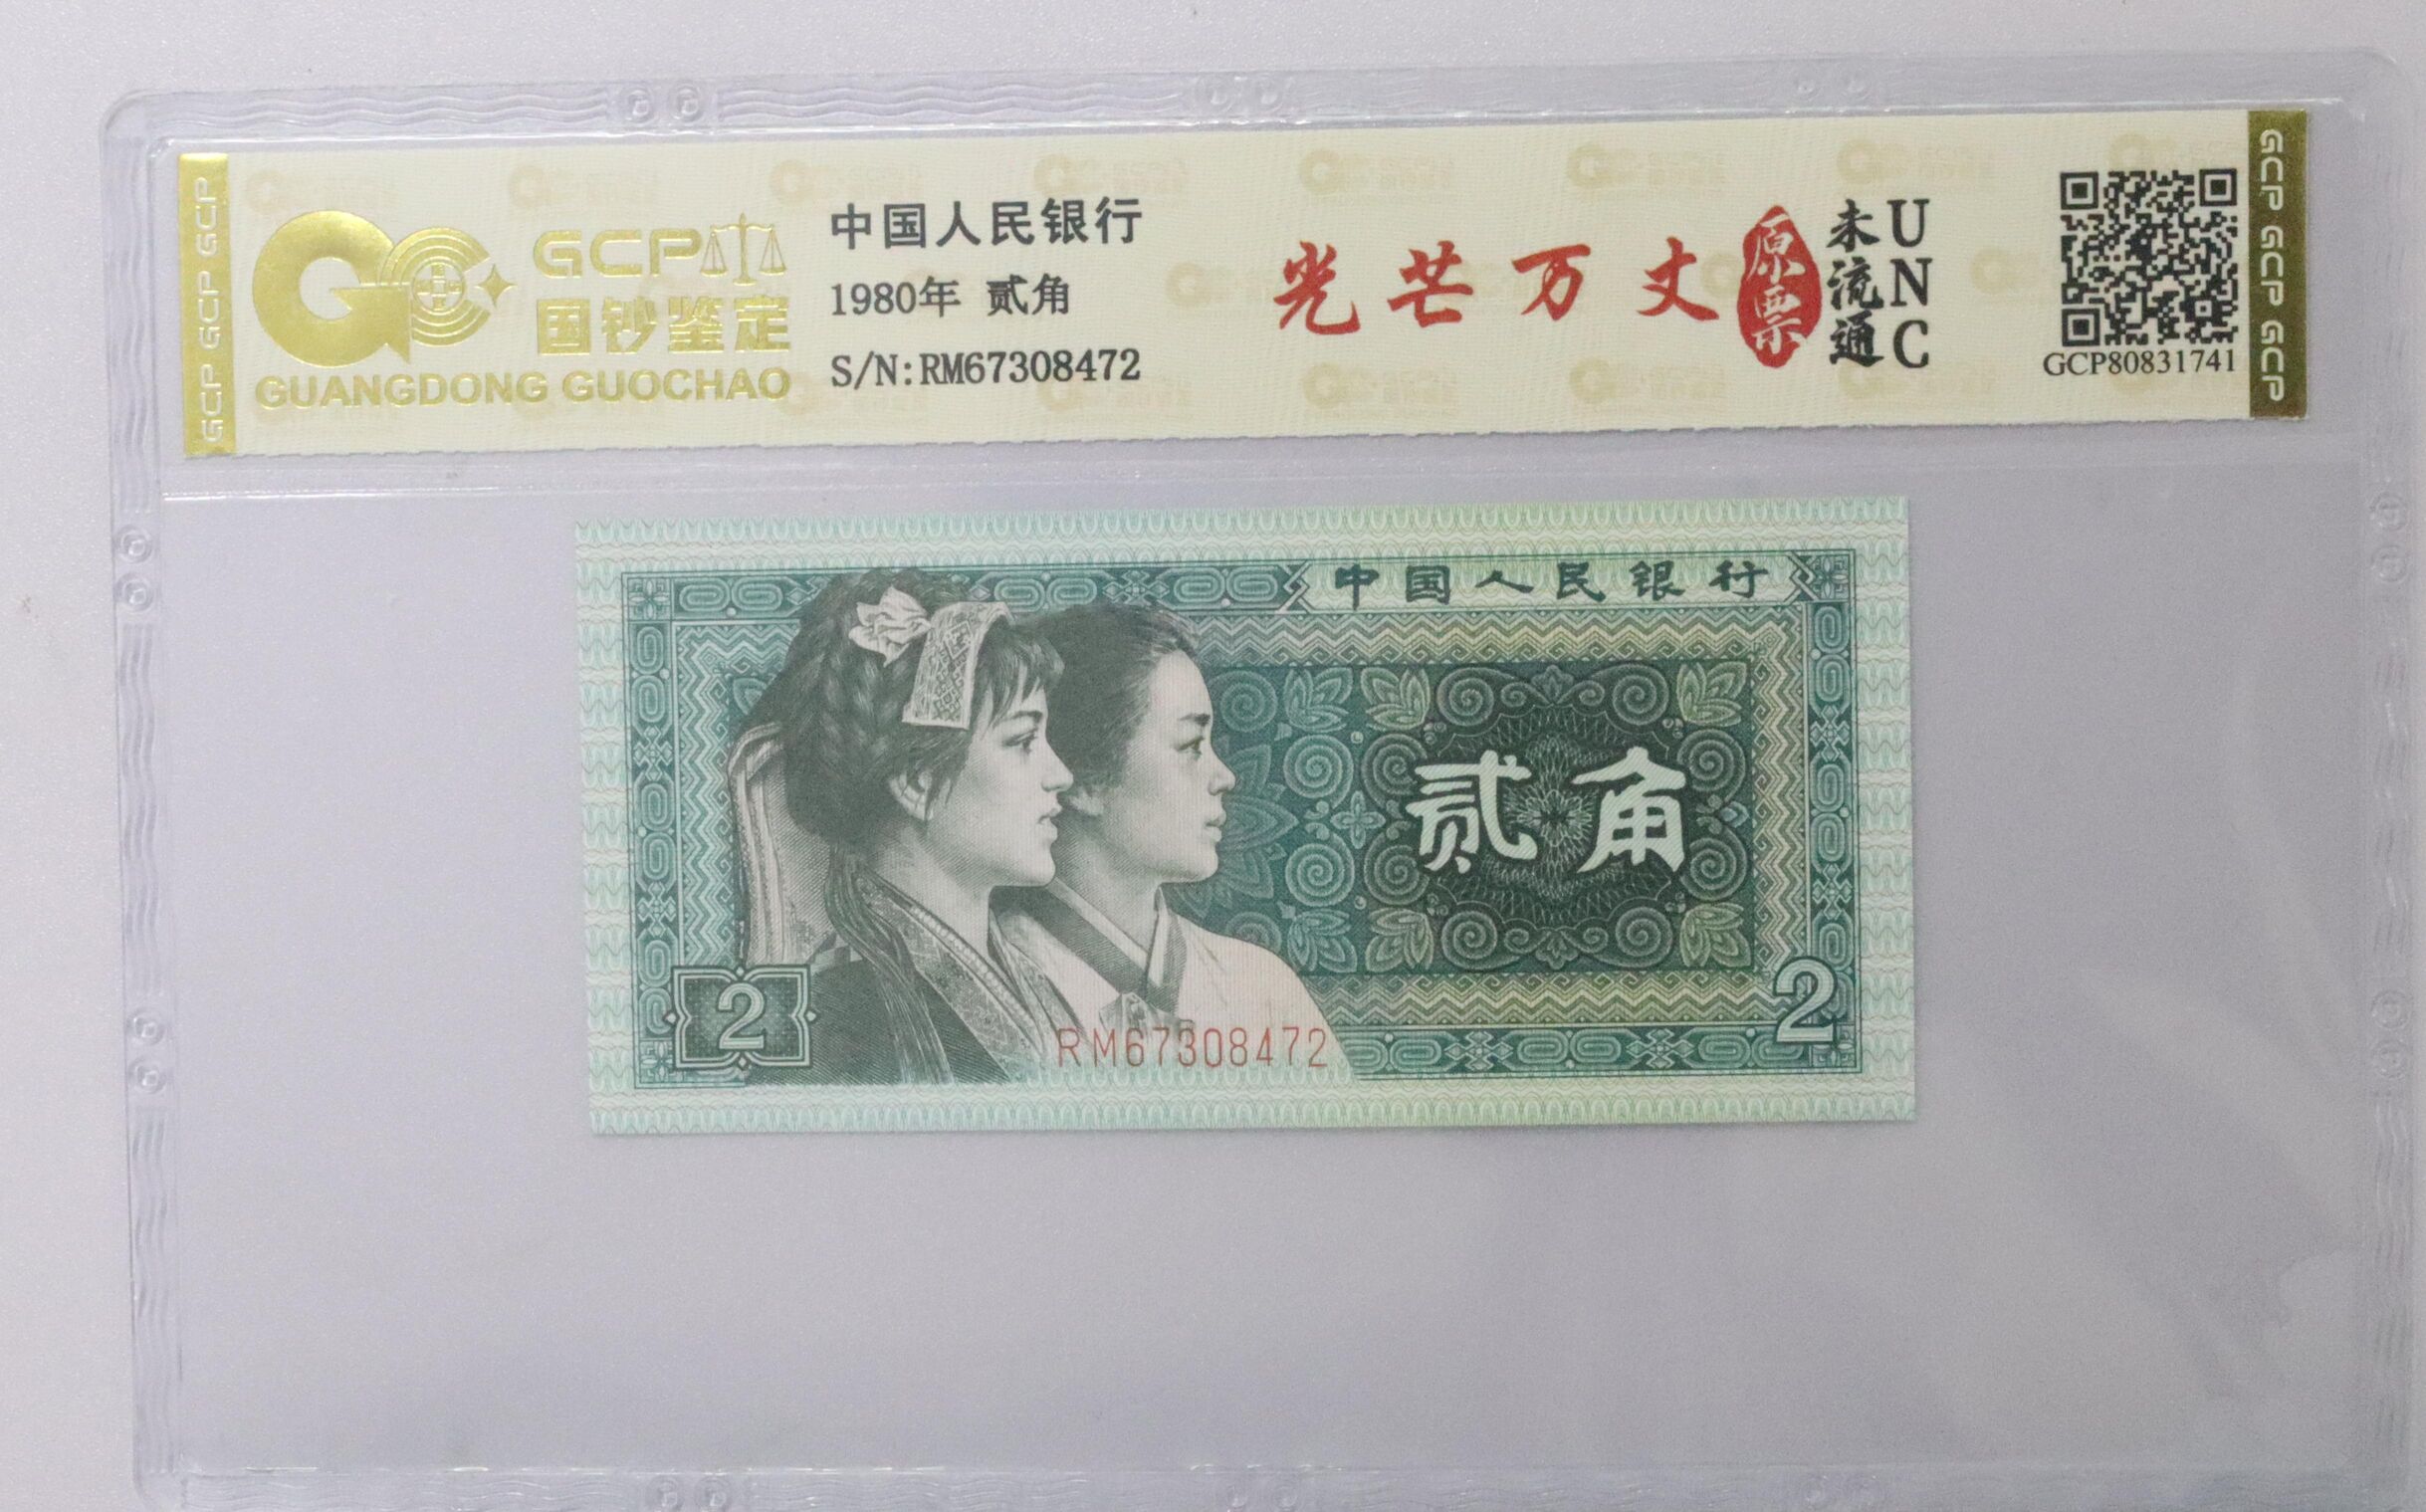 GCP GCP GCP
GCP
国钞鉴定
GUANGDONG GUOCHAO
中国人民银行
1980年 贰角
S/N:RM67308472
光芒万丈
原票
未流通
UNC
GCP80831741
GCP GCP GCP
中国人民银行
贰角
2
2
RM67308472